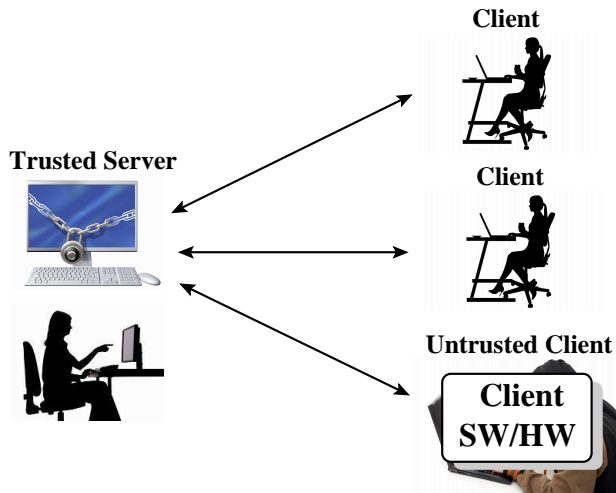 Client
Trusted Server
Client
Untrusted Client
Client
SW/HW